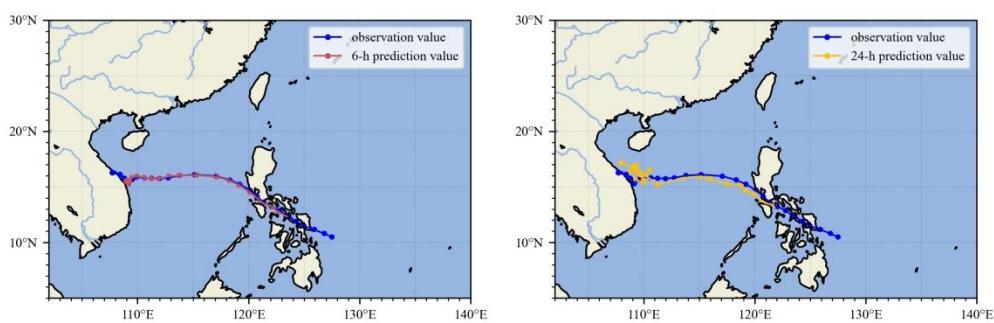 30°N
20°N
10°N
110°E 120°E 130°E 140°E
observation value
6-h prediction value
30°N
20°N
10°N
110°E 120°E 130°E 140°E
observation value
24-h prediction value